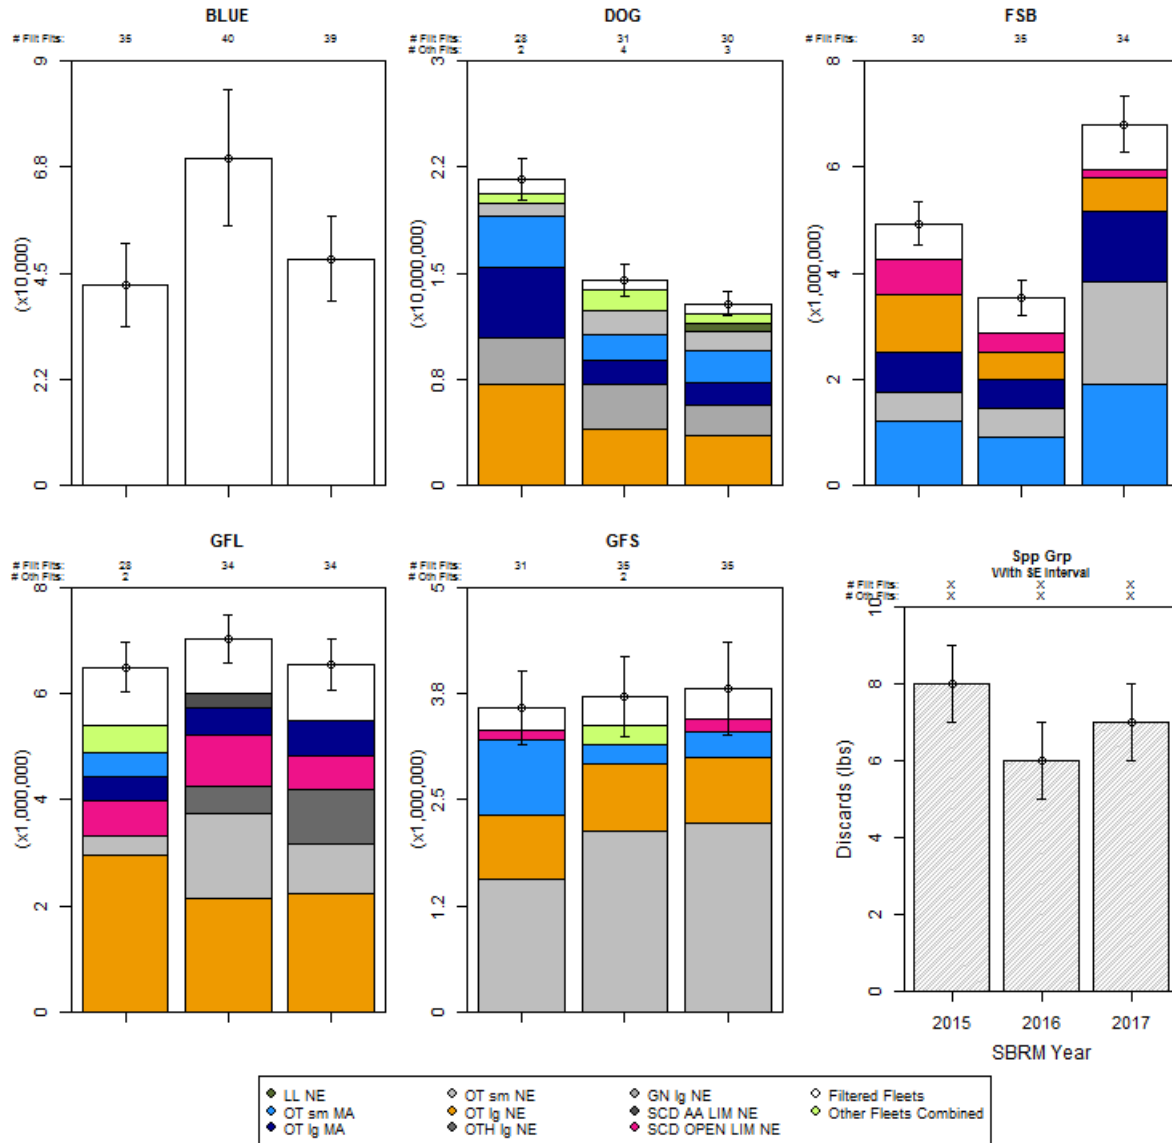 BLUE
# Filt Flts: 35 40 39
9
6.8
4.5
2.2
0
(x10,000)
DOG
# Filt Flts: 28 31 30
# Oth Flts: 2 4 3
3
2.2
1.5
0.8
0
(x10,000,000)
FSB
# Filt Flts: 30 35 34
8
6
4
2
0
(x1,000,000)
GFL
# Filt Flts: 28 34 34
# Oth Flts: 2
8
6
4
2
0
(x1,000,000)
GFS
# Filt Flts: 31 35 35
# Oth Flts: 2
5
3.8
2.5
1.2
0
(x1,000,000)
Spp Grp
With SE Interval
# Filt Flts: X X X
# Oth Flts: X X X
10
8
6
4
2
0
Discards (lbs)
2015 2016 2017
SBRM Year
LL NE
OT sm MA
OT lg MA
OT sm NE
OT lg NE
OTH lg NE
GN lg NE
SCD AA LIM NE
SCD OPEN LIM NE
Filtered Fleets
Other Fleets Combined